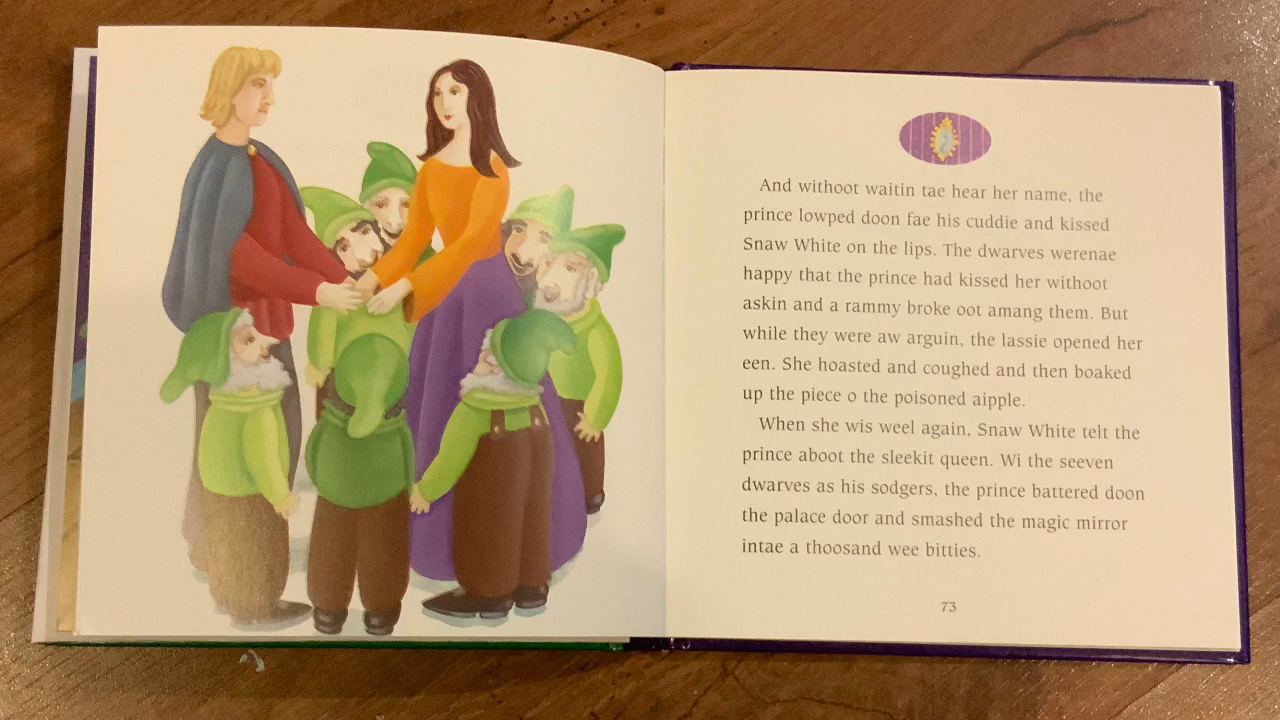 And withoot waitin tae hear her name, the
prince lowped doon fae his cuddie and kissed
Snaw White on the lips. The dwarves werenae
happy that the prince had kissed her withoot
askin and a rammy broke oot amang them. But
while they were aw arguin, the lassie opened her
een. She hoasted and coughed and then boaked
up the piece o the poisoned aipple.
When she wis weel again, Snaw White telt the
prince aboot the sleekit queen. Wi the seeven
dwarves as his sodgers, the prince battered doon
the palace door and smashed the magic mirror
intae a thoosand wee bitties.
73